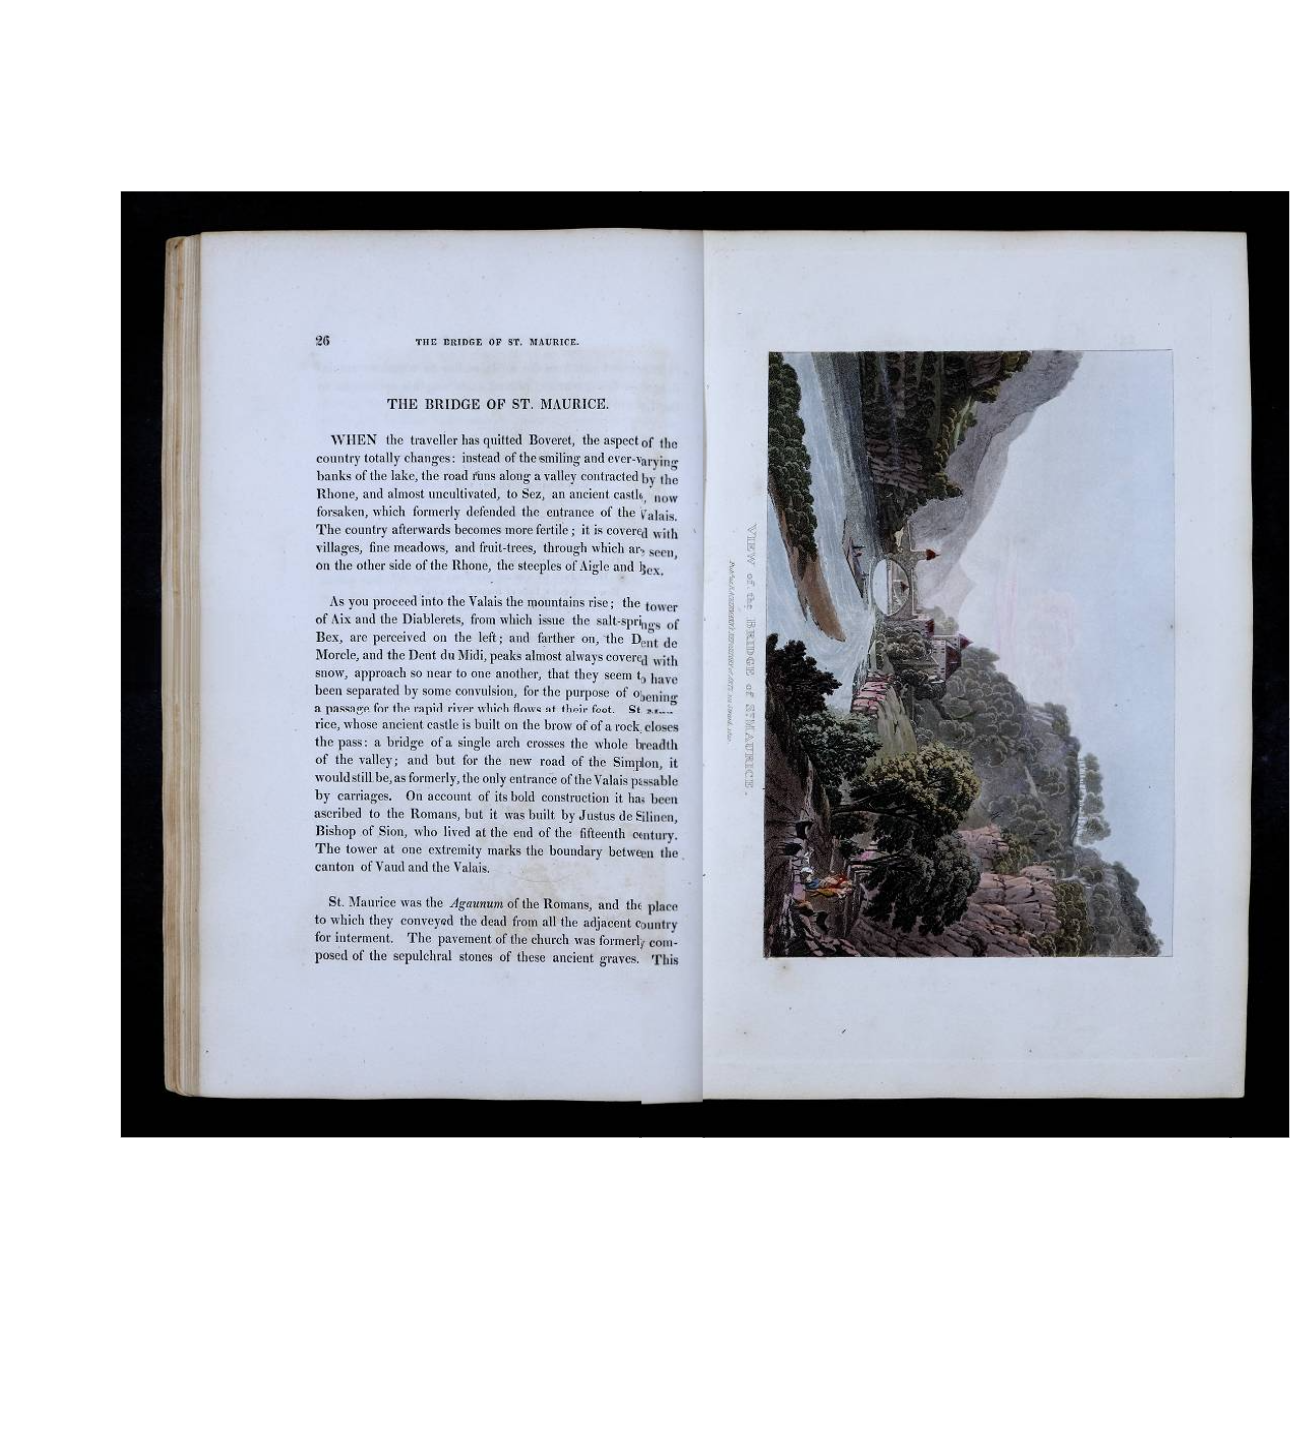 26 THE BRIDGE OF ST. MAURICE.
THE BRIDGE OF ST. MAURICE.
WHEN the traveller has quitted Boveret, the aspect of the
country totally changes: instead of the smiling and ever-varying
banks of the lake, the road runs along a valley contracted by the
Rhone, and almost uncultivated, to Sez, an ancient castle, now
forsaken, which formerly defended the entrance of the Valais.
The country afterwards becomes more fertile; it is covered with
villages, fine meadows, and fruit-trees, through which are seen,
on the other side of the Rhone, the steeples of Aigle and Bex.
As you proceed into the Valais the mountains rise; the tower
of Aix and the Diablerets, from which issue the salt-springs of
Bex, are perceived on the left; and farther on, the Dent de
Morcle, and the Dent du Midi, peaks almost always covered with
snow, approach so near to one another, that they seem to have
been separated by some convulsion, for the purpose of opening
a passage for the rapid river which flows at their foot. St
rice, whose ancient castle is built on the brow of of a rock, closes
the pass: a bridge of a single arch crosses the whole breadth
of the valley; and but for the new road of the Simplon, it
would still be, as formerly, the only entrance of the Valais passable
by carriages. On account of its bold construction it has been
ascribed to the Romans, but it was built by Justus de Silinen,
Bishop of Sion, who lived at the end of the fifteenth century.
The tower at one extremity marks the boundary between the
canton of Vaud and the Valais.
St. Maurice was the Agaunum of the Romans, and the place
to which they conveyed the dead from all the adjacent country
for interment. The pavement of the church was formerly com-
posed of the sepulchral stones of these ancient graves. This
VIEW of the BRIDGE of ST MAURICE.